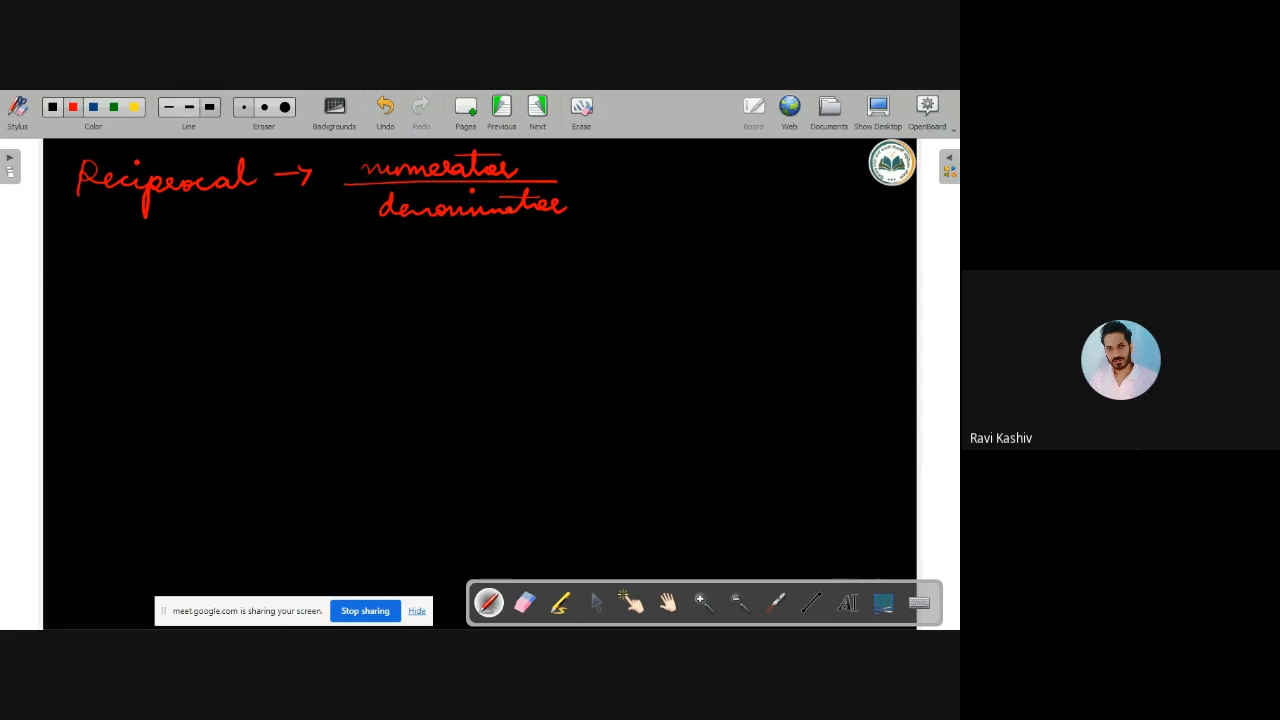 Stylus
Color
Line
Eraser
Backgrounds
Undo
Redo
Pages
Previous
Next
Erase
Board
Web
Documents
Show Desktop
OpenBoard
Reciprocal → numerator
denominator
Ravi Kashiv
meet.google.com is sharing your screen. Stop sharing Hide
AI